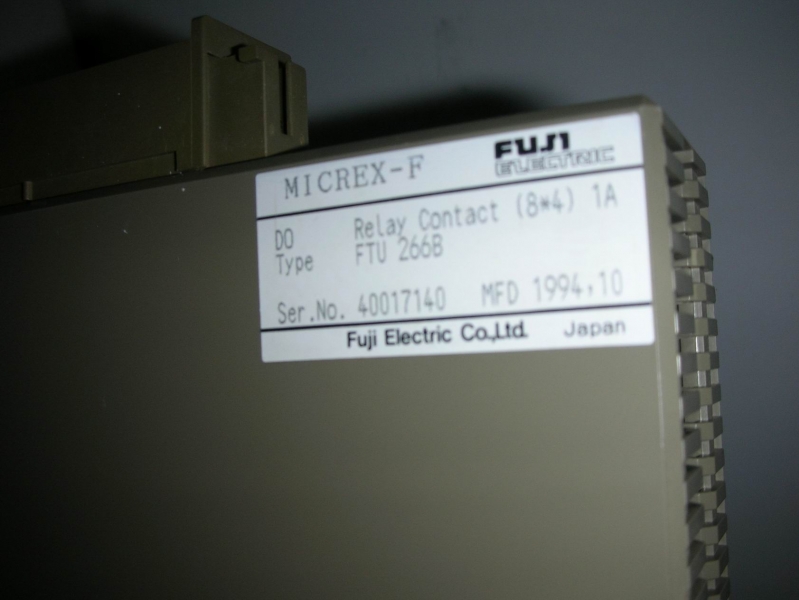 MICREX-F
FUJI
ELECTRIC
DO Relay Contact (8*4) 1A
Type FTU 266B
Ser.No. 40017140 MFD 1994,10
Fuji Electric Co.,Ltd. Japan